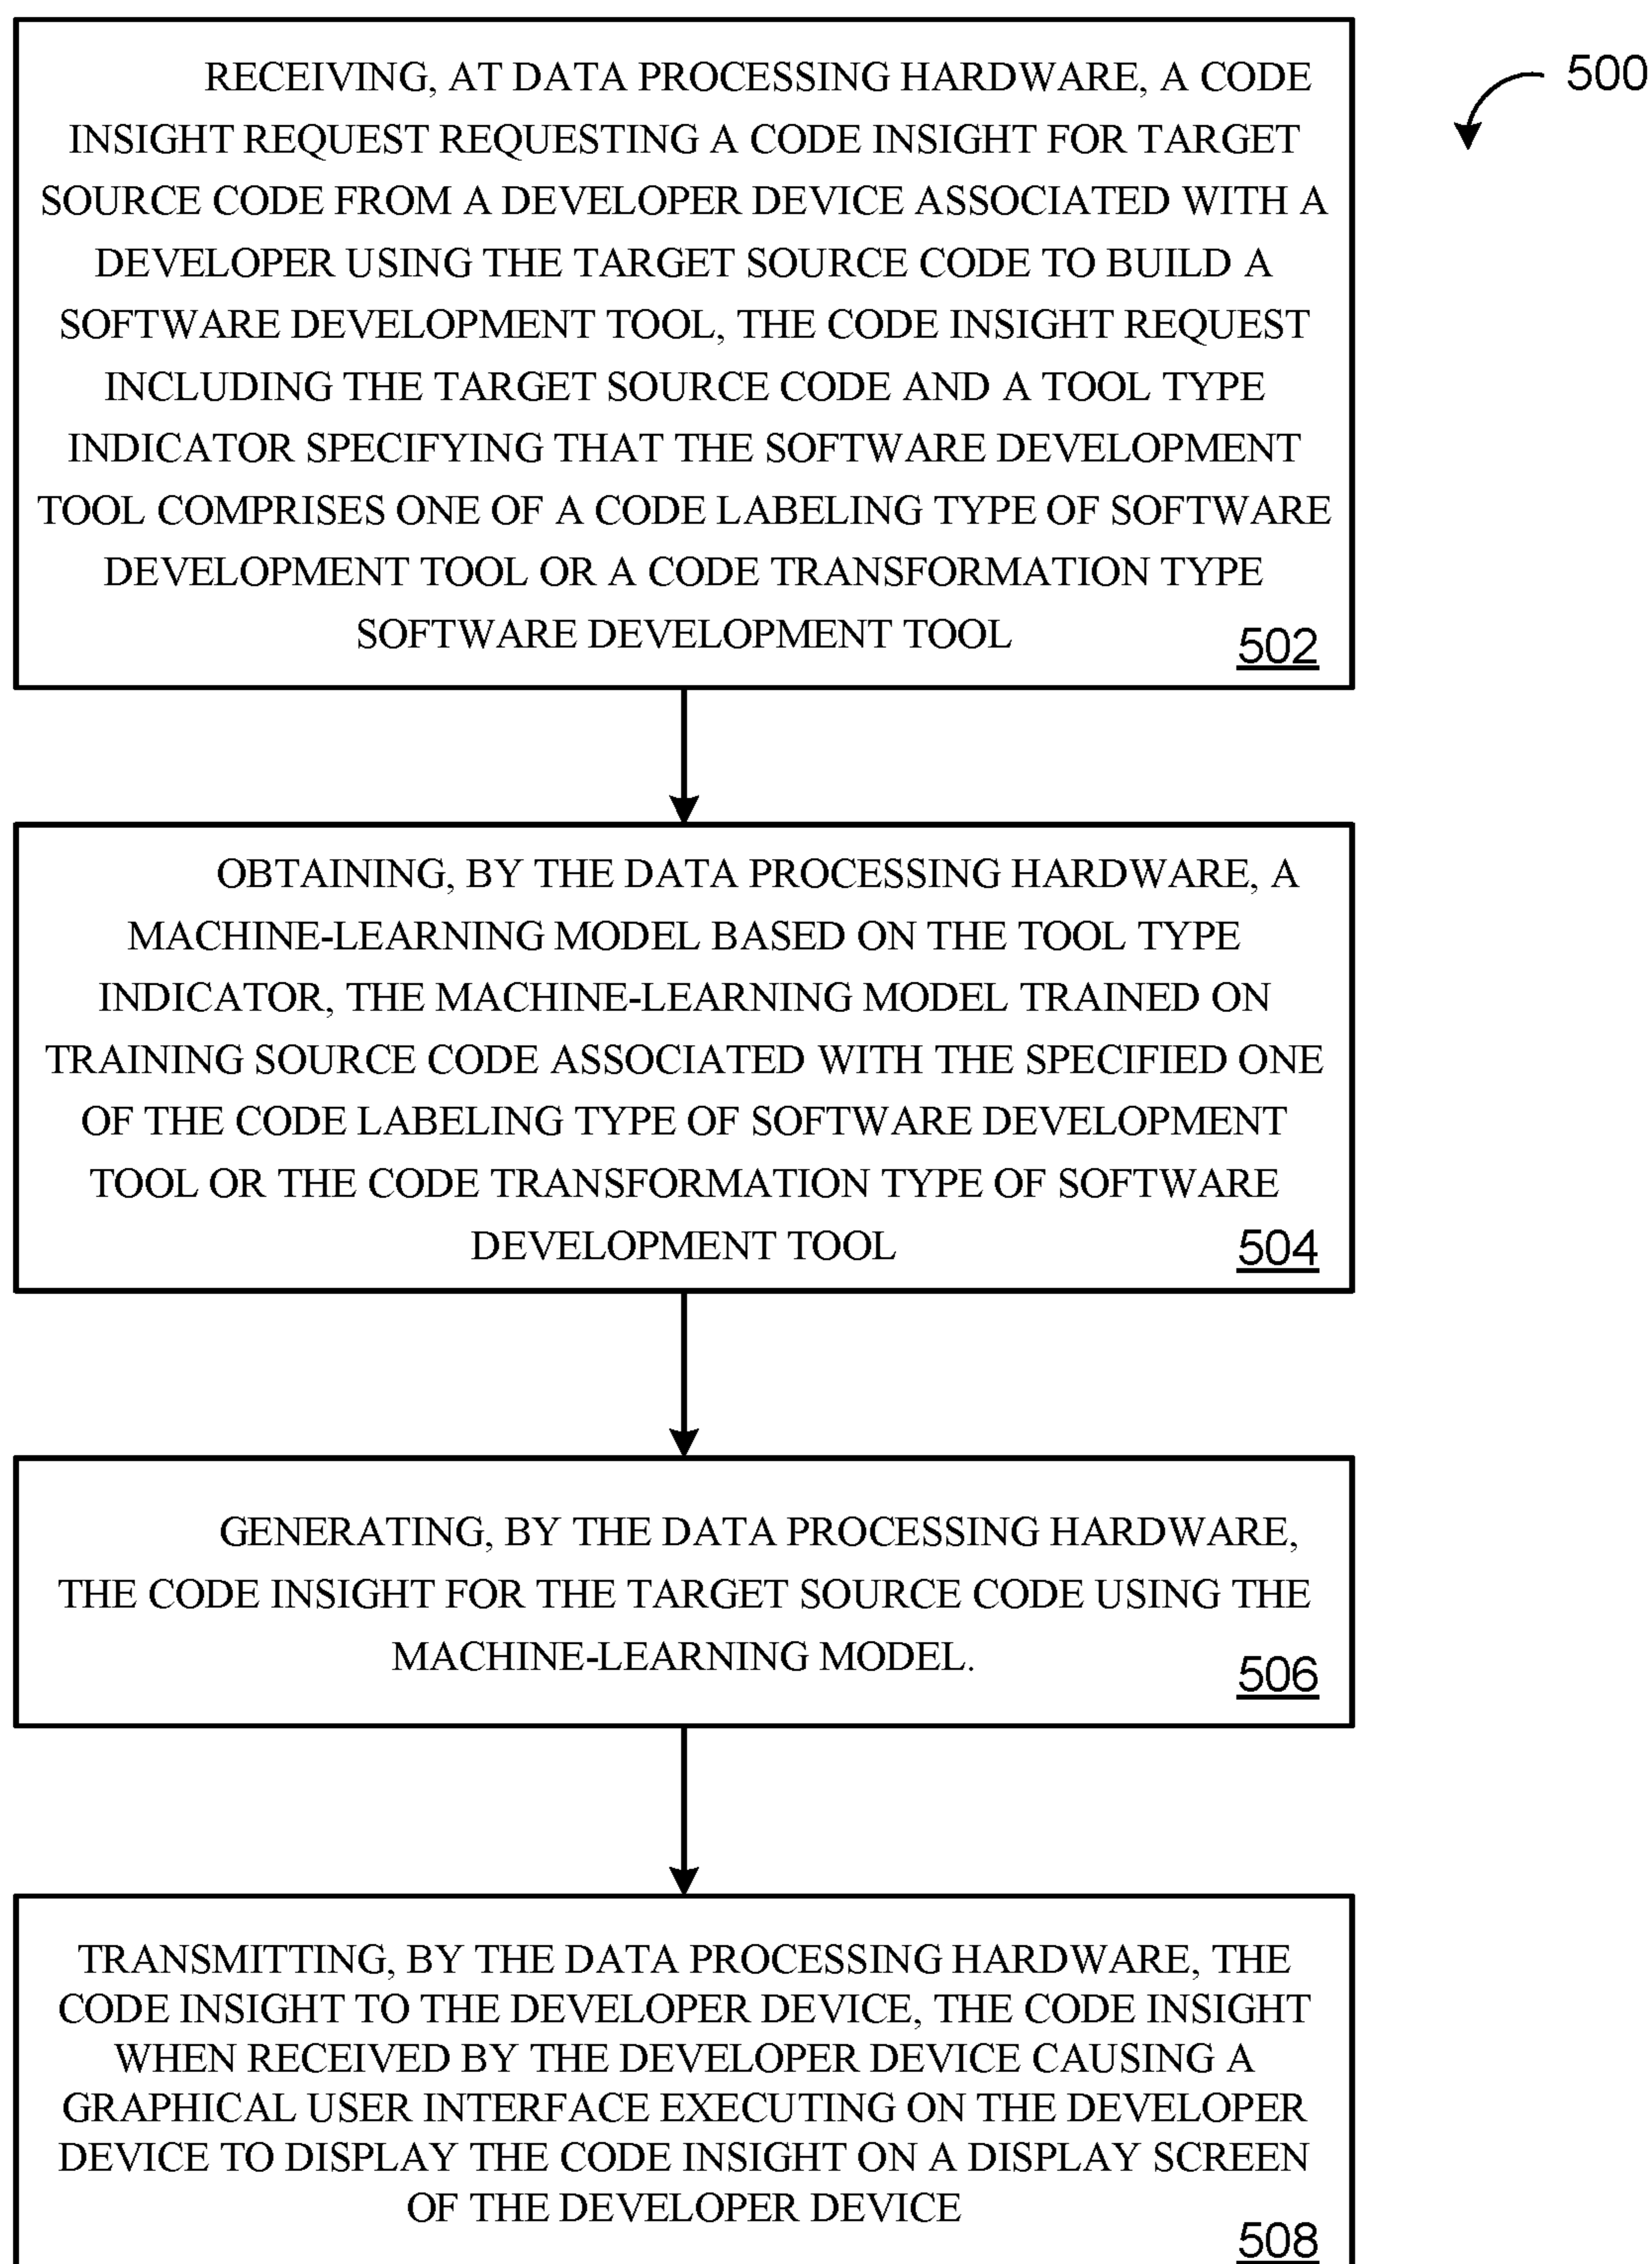 RECEIVING, AT DATA PROCESSING HARDWARE, A CODE
INSIGHT REQUEST REQUESTING A CODE INSIGHT FOR TARGET
SOURCE CODE FROM A DEVELOPER DEVICE ASSOCIATED WITH A
DEVELOPER USING THE TARGET SOURCE CODE TO BUILD A
SOFTWARE DEVELOPMENT TOOL, THE CODE INSIGHT REQUEST
INCLUDING THE TARGET SOURCE CODE AND A TOOL TYPE
INDICATOR SPECIFYING THAT THE SOFTWARE DEVELOPMENT
TOOL COMPRISES ONE OF A CODE LABELING TYPE OF SOFTWARE
DEVELOPMENT TOOL OR A CODE TRANSFORMATION TYPE
SOFTWARE DEVELOPMENT TOOL
502
500
OBTAINING, BY THE DATA PROCESSING HARDWARE, A
MACHINE-LEARNING MODEL BASED ON THE TOOL TYPE
INDICATOR, THE MACHINE-LEARNING MODEL TRAINED ON
TRAINING SOURCE CODE ASSOCIATED WITH THE SPECIFIED ONE
OF THE CODE LABELING TYPE OF SOFTWARE DEVELOPMENT
TOOL OR THE CODE TRANSFORMATION TYPE OF SOFTWARE
DEVELOPMENT TOOL
504
GENERATING, BY THE DATA PROCESSING HARDWARE,
THE CODE INSIGHT FOR THE TARGET SOURCE CODE USING THE
MACHINE-LEARNING MODEL.
506
TRANSMITTING, BY THE DATA PROCESSING HARDWARE, THE
CODE INSIGHT TO THE DEVELOPER DEVICE, THE CODE INSIGHT
WHEN RECEIVED BY THE DEVELOPER DEVICE CAUSING A
GRAPHICAL USER INTERFACE EXECUTING ON THE DEVELOPER
DEVICE TO DISPLAY THE CODE INSIGHT ON A DISPLAY SCREEN
OF THE DEVELOPER DEVICE
508